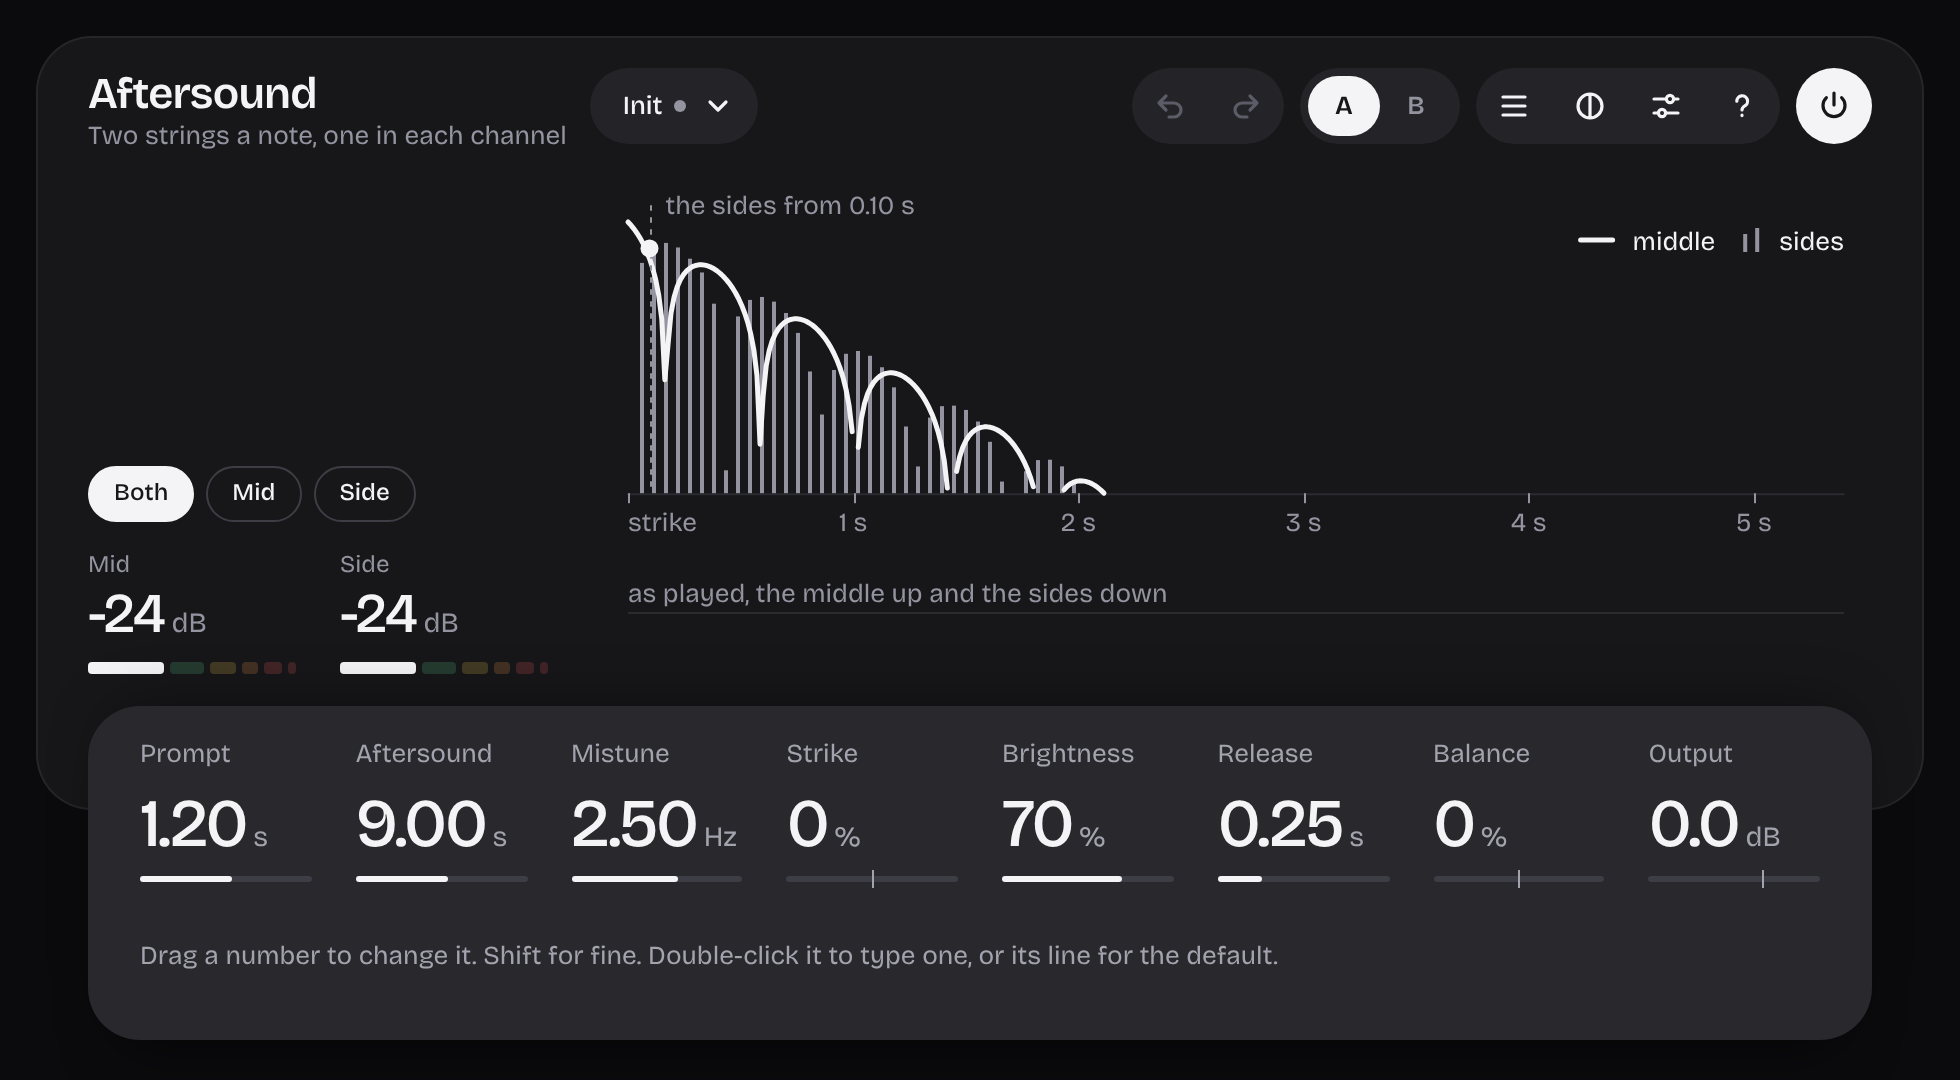 Aftersound
Two strings a note, one in each channel
Init
A B
?
the sides from 0.10 s
middle sides
Both Mid Side
strike 1 s 2 s 3 s 4 s 5 s
Mid Side
-24 dB -24 dB
as played, the middle up and the sides down
Prompt Aftersound Mistune Strike Brightness Release Balance Output
1.20 s 9.00 s 2.50 Hz 0 % 70 % 0.25 s 0 % 0.0 dB
Drag a number to change it. Shift for fine. Double-click it to type one, or its line for the default.